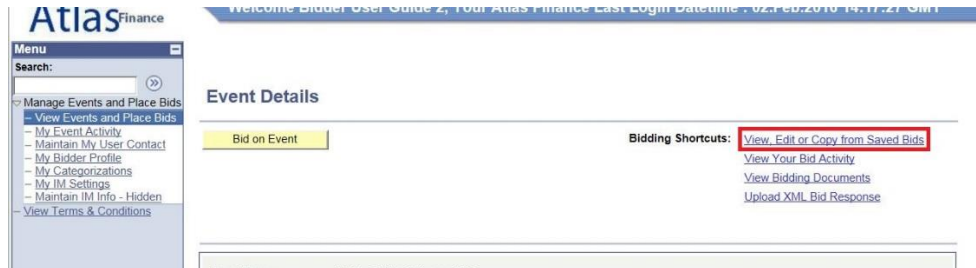 Atlas Finance
Welcome Bidder User Guide 2, Your Atlas Finance Last Login Datetime : 02.Feb.2016 14:17:27 GMT
Menu
Search:
Manage Events and Place Bids
– View Events and Place Bids
– My Event Activity
– Maintain My User Contact
– My Bidder Profile
– My Categorizations
– My IM Settings
– Maintain IM Info - Hidden
– View Terms & Conditions
Event Details
Bid on Event
Bidding Shortcuts: View, Edit or Copy from Saved Bids
View Your Bid Activity
View Bidding Documents
Upload XML Bid Response